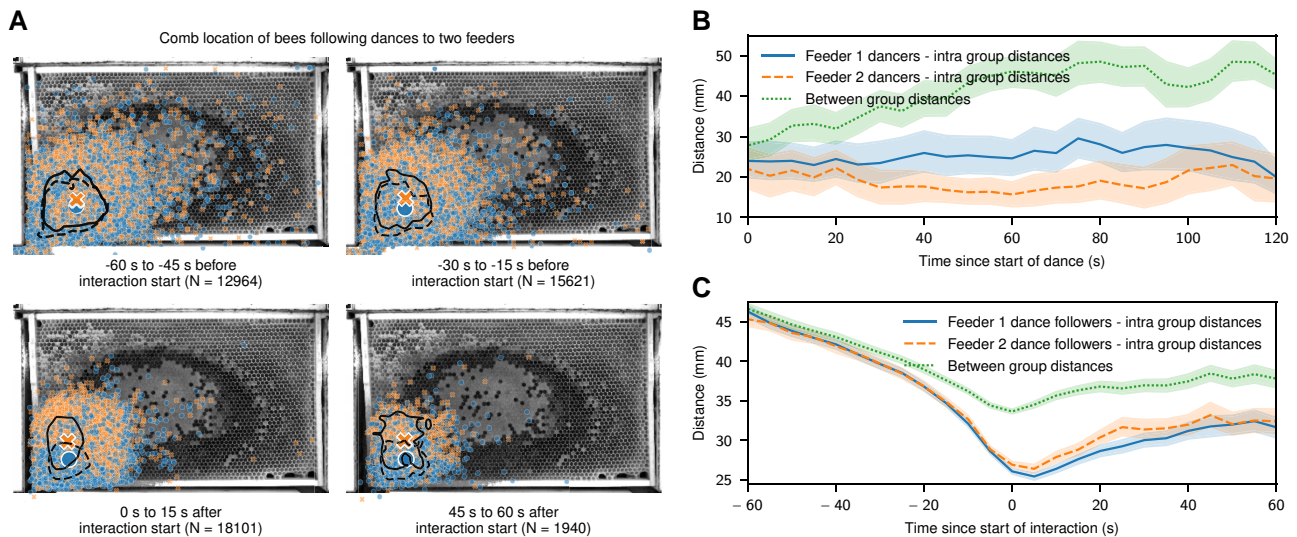 A
Comb location of bees following dances to two feeders
-60 s to -45 s before
interaction start (N = 12964)
-30 s to -15 s before
interaction start (N = 15621)
0 s to 15 s after
interaction start (N = 18101)
45 s to 60 s after
interaction start (N = 1940)
B
Distance (mm)
50
40
30
20
10
Feeder 1 dancers - intra group distances
Feeder 2 dancers - intra group distances
Between group distances
0 20 40 60 80 100 120
Time since start of dance (s)
C
Distance (mm)
45
40
35
30
25
Feeder 1 dance followers - intra group distances
Feeder 2 dance followers - intra group distances
Between group distances
− 60 − 40 − 20 0 20 40 60
Time since start of interaction (s)